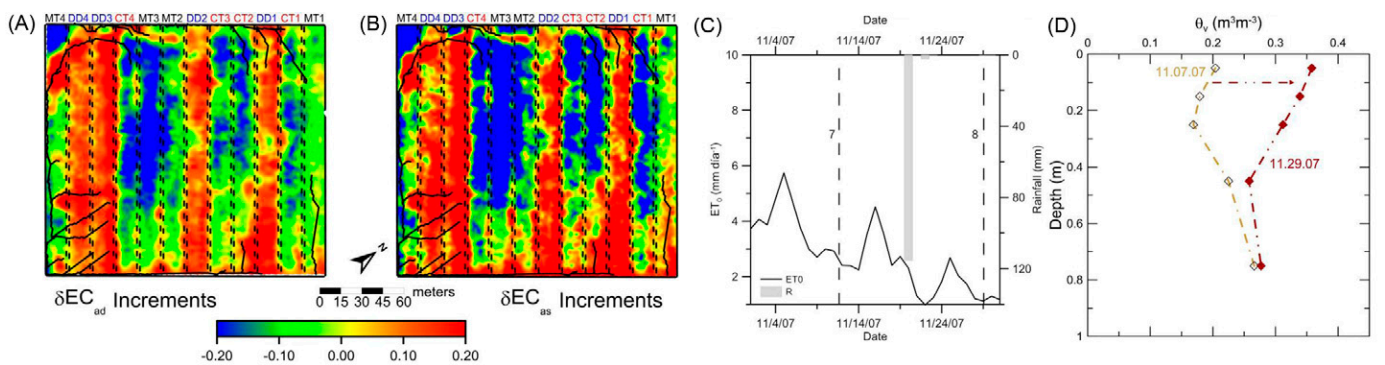 (A)
MT4 DD4 DD3 CT4 MT3 MT2 DD2 CT3 CT2 DD1 CT1 MT1
δECad Increments
(B)
MT4 DD4 DD3 CT4 MT3 MT2 DD2 CT3 CT2 DD1 CT1 MT1
δECas Increments
N
0 15 30 45 60 meters
-0.20 -0.10 0.00 0.10 0.20
(C)
Date
11/4/07 11/14/07 11/24/07
10
8
6
4
2
ET0 (mm día-1)
7
8
0
40
80
120
Rainfall (mm)
ET0
R
11/4/07 11/14/07 11/24/07
Date
(D)
θv (m3m-3)
0 0.1 0.2 0.3 0.4
0
0.2
0.4
0.6
0.8
1
Depth (m)
11.07.07
11.29.07